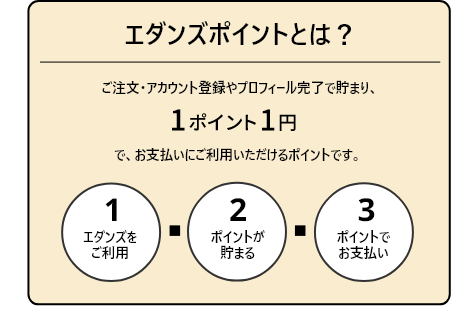 エダンズポイントとは？
ご注文・アカウント登録やプロフィール完了で貯まり、
1ポイント1円
で、お支払いにご利用いただけるポイントです。
1
エダンズを
ご利用
2
ポイントが
貯まる
3
ポイントで
お支払い